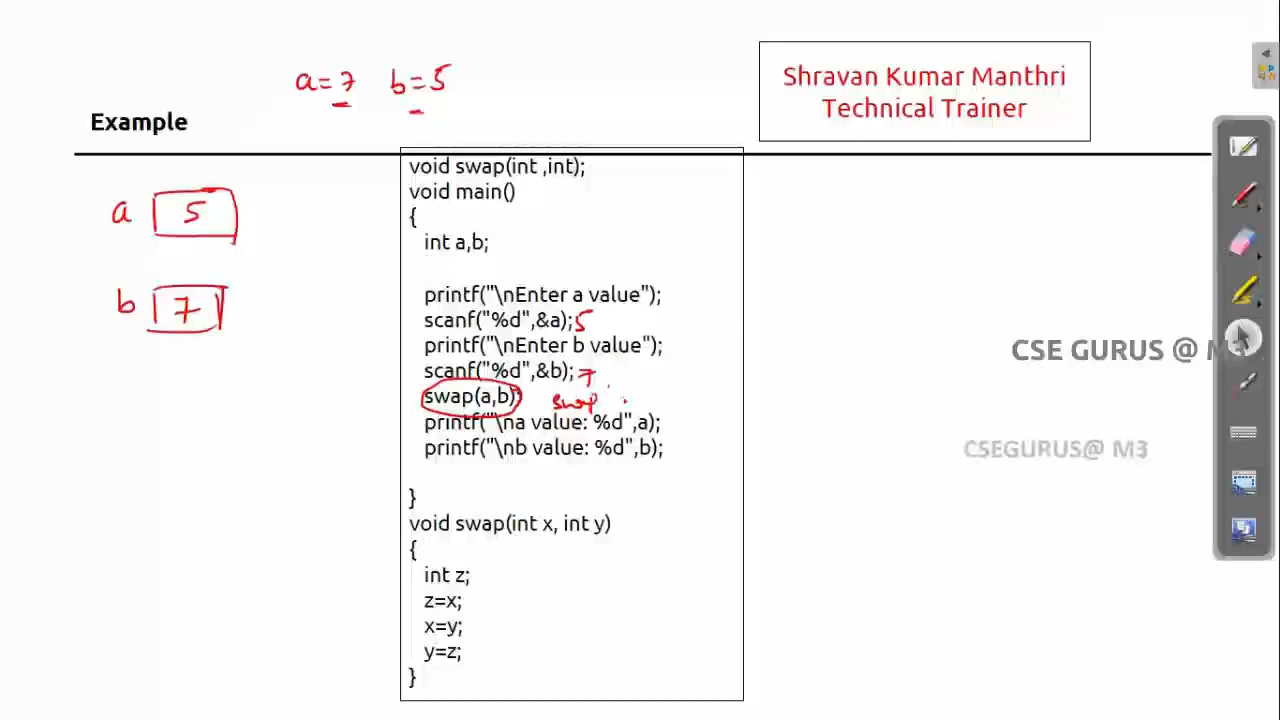 a=7 b=5
Shravan Kumar Manthri
Technical Trainer
Example
a 5
b 7
void swap(int ,int);
void main()
{
int a,b;
printf("\nEnter a value");
scanf("%d",&a);5
printf("\nEnter b value");
scanf("%d",&b);7
swap(a,b); swap
printf("\na value: %d",a);
printf("\nb value: %d",b);
}
void swap(int x, int y)
{
int z;
z=x;
x=y;
y=z;
}
CSE GURUS @ M3
CSEGURUS@ M3